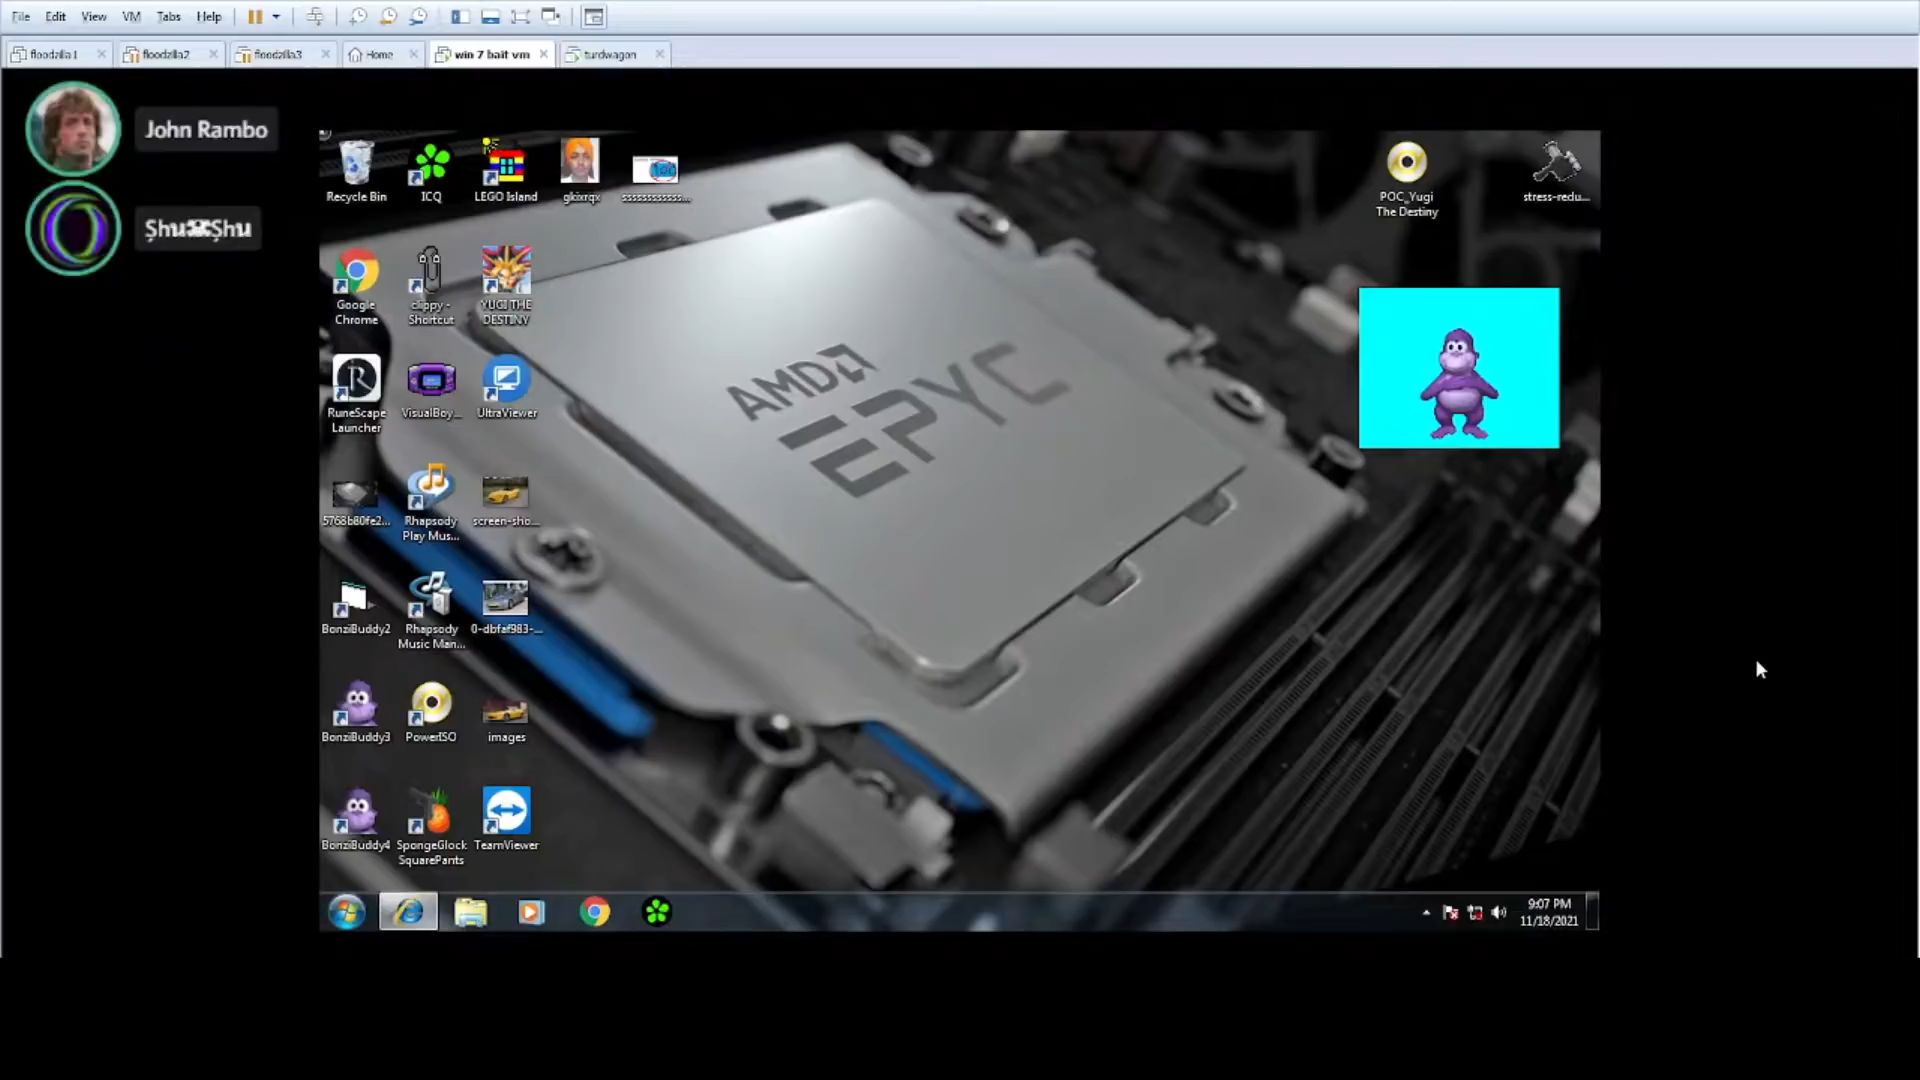 File Edit View VM Tabs Help
floodzilla1 floodzilla2 floodzilla3 Home win 7 bait vm turdwagon
John Rambo
Recycle Bin
ICQ
LEGO Island
gkixrqx
sssssssssss...
POC_Yugi
The Destiny
stress-redu...
Google
Chrome
clippy -
Shortcut
YUGI THE
DESTINY
RuneScape
Launcher
VisualBoy...
UltraViewer
AMD
EPYC
5768b80fe2...
Rhapsody
Play Mus...
screen-sho...
BonziBuddy2
Rhapsody
Music Man...
0-dbfaf983-...
BonziBuddy3
PowerISO
images
BonziBuddy4
SpongeGlock
SquarePants
TeamViewer
9:07 PM
11/18/2021